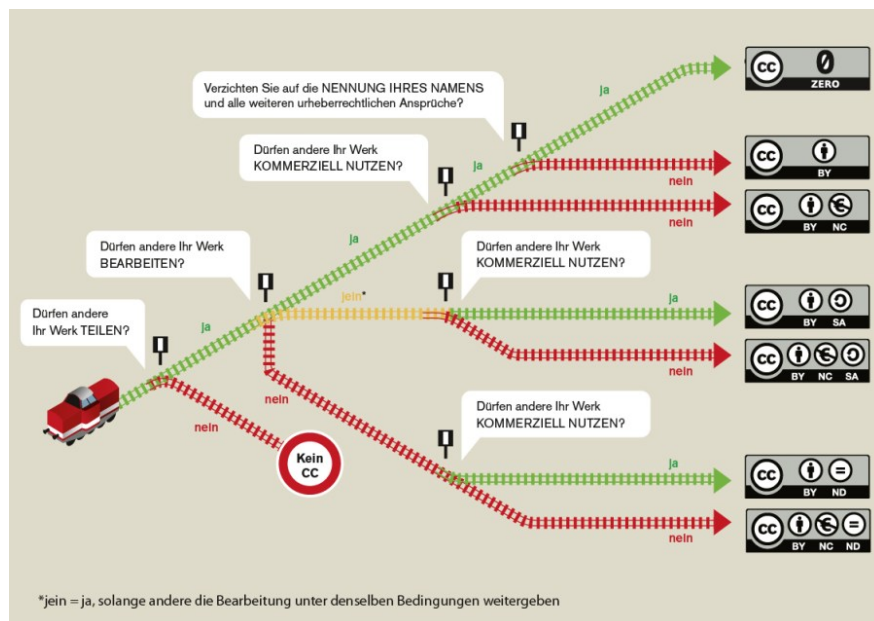 Verzichten Sie auf die NENNUNG IHRES NAMENS
und alle weiteren urheberrechtlichen Ansprüche?
ja
cc
0
ZERO
Dürfen andere Ihr Werk
KOMMERZIELL NUTZEN?
ja
nein
cc
BY
nein
cc
€
BY NC
Dürfen andere Ihr Werk
BEARBEITEN?
ja
Dürfen andere Ihr Werk
KOMMERZIELL NUTZEN?
jein*
ja
cc
BY SA
Dürfen andere
Ihr Werk TEILEN?
ja
nein
cc
€
BY NC SA
nein
nein
Kein
CC
Dürfen andere Ihr Werk
KOMMERZIELL NUTZEN?
ja
cc
=
BY ND
nein
cc
€
=
BY NC ND
*jein = ja, solange andere die Bearbeitung unter denselben Bedingungen weitergeben